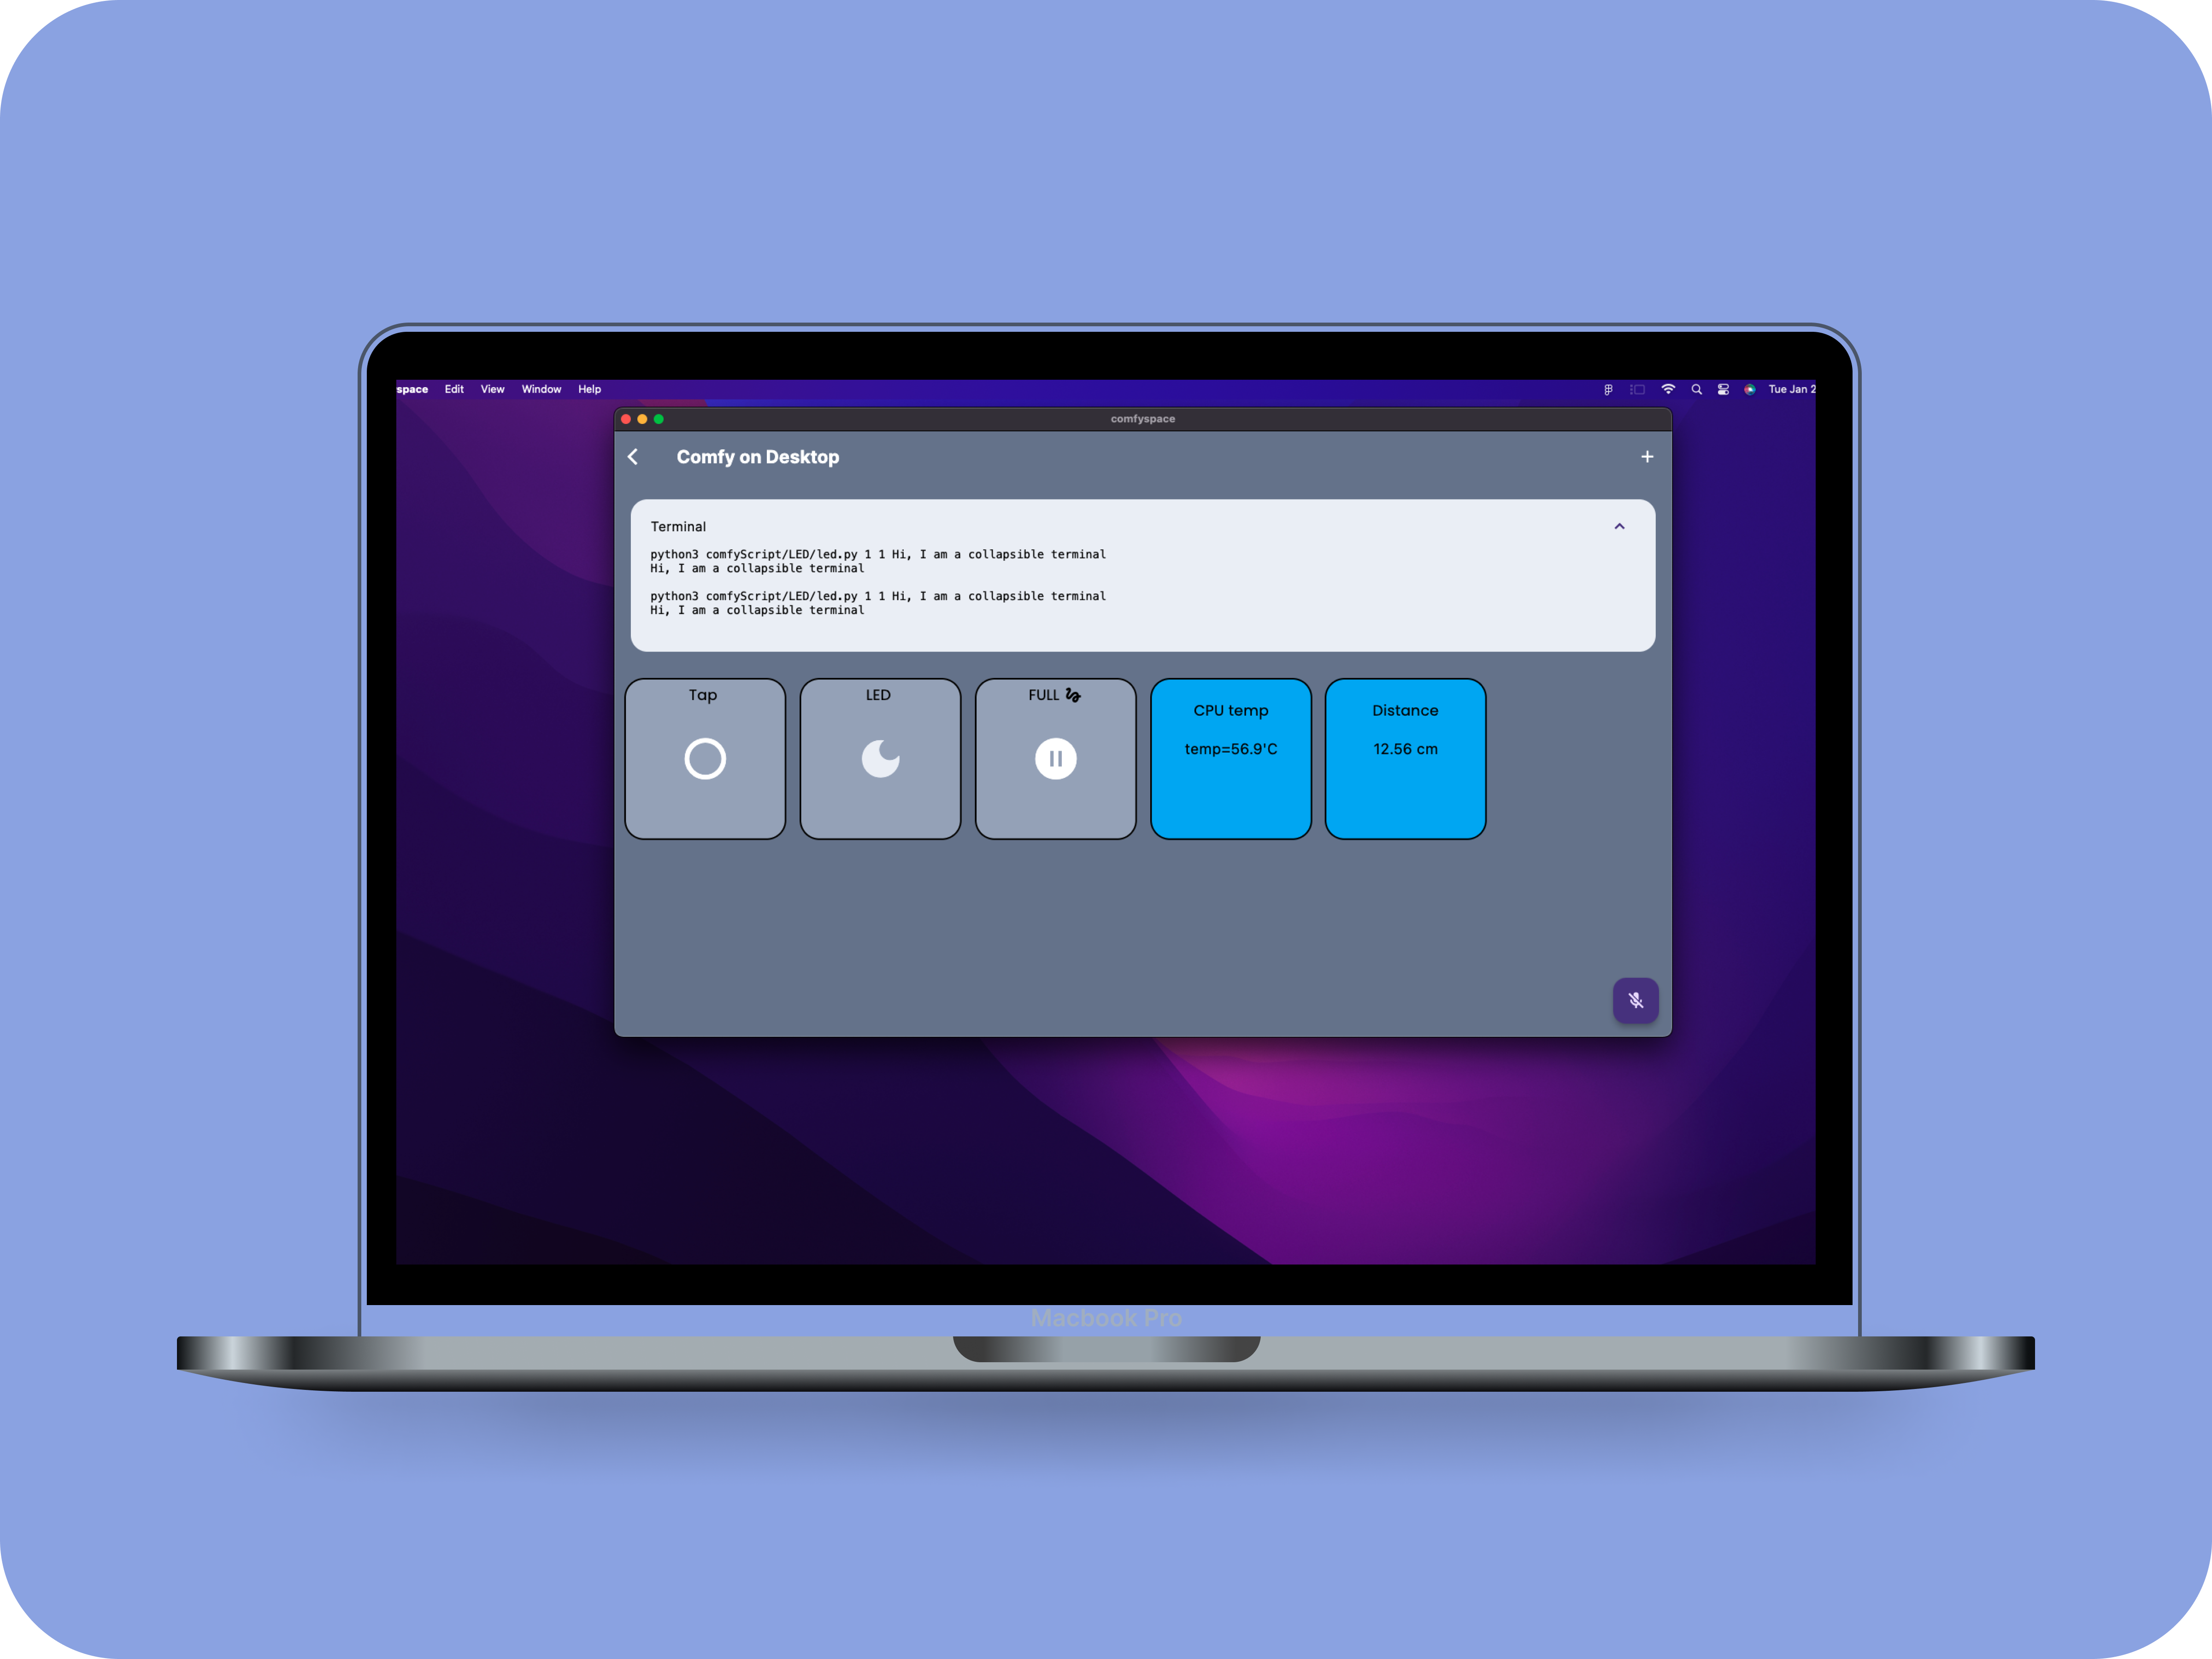 space Edit View Window Help Tue Jan 2
comfyspace
Comfy on Desktop
Terminal
python3 comfyScript/LED/led.py 1 1 Hi, I am a collapsible terminal
Hi, I am a collapsible terminal
python3 comfyScript/LED/led.py 1 1 Hi, I am a collapsible terminal
Hi, I am a collapsible terminal
Tap
LED
FULL
CPU temp
temp=56.9'C
Distance
12.56 cm
Macbook Pro